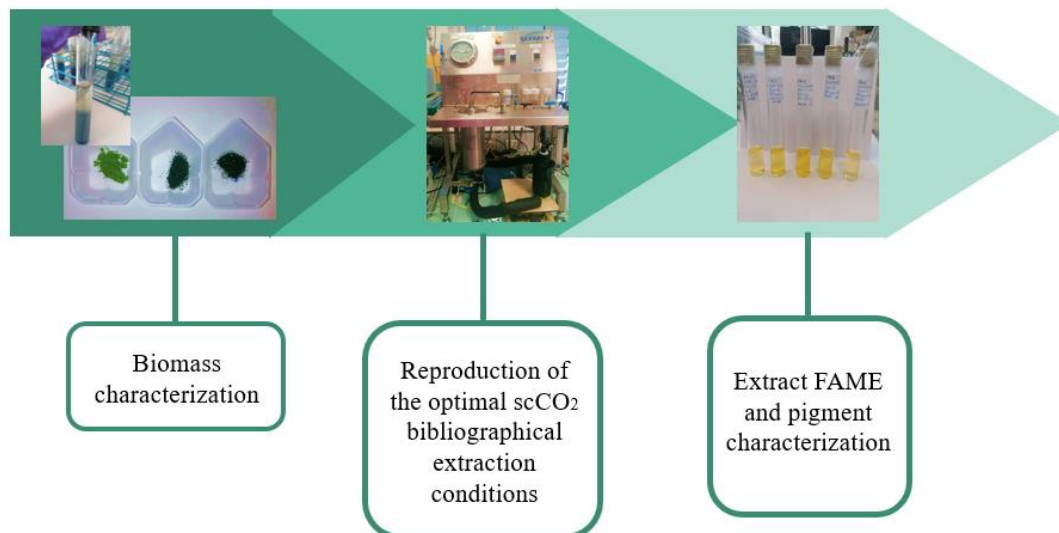 Biomass
characterization
Reproduction of
the optimal scCO₂
bibliographical
extraction
conditions
Extract FAME
and pigment
characterization